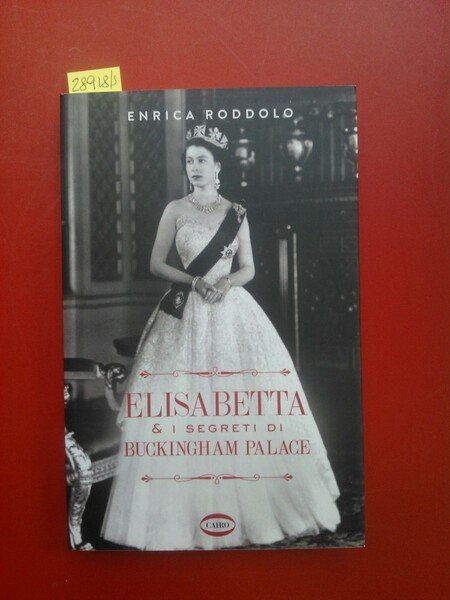 28918/s
ENRICA RODDOLO
ELISABETTA
& I SEGRETI DI
BUCKINGHAM PALACE
CAIRO